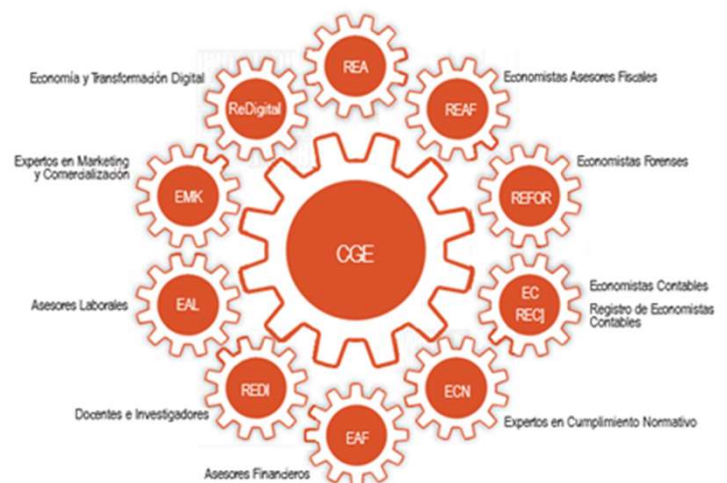 REA
Economía y Transformación Digital
ReDigital
REAF
Economistas Asesores Fiscales
Expertos en Marketing
y Comercialización
EMK
REFOR
Economistas Forenses
CGE
Asesores Laborales
EAL
EC
REC]
Economistas Contables
Registro de Economistas
Contables
REDI
Docentes e Investigadores
ECN
Expertos en Cumplimiento Normativo
EAF
Asesores Financieros